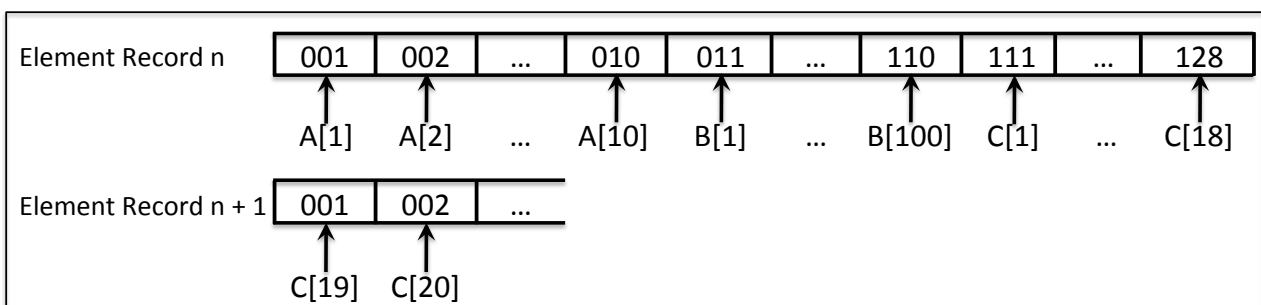 Element Record n 001 002 ... 010 011 ... 110 111 ... 128
A[1] A[2] ... A[10] B[1] ... B[100] C[1] ... C[18]
Element Record n + 1 001 002 ...
C[19] C[20]